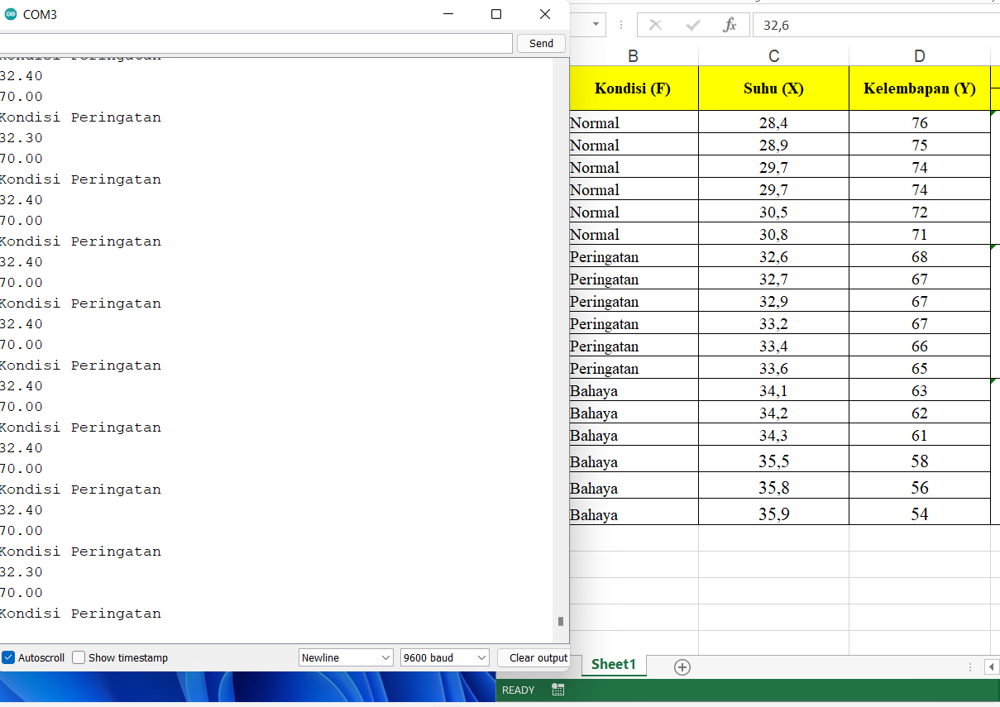 COM3
Send
32.40
70.00
Kondisi Peringatan
32.30
70.00
Kondisi Peringatan
32.40
70.00
Kondisi Peringatan
32.40
70.00
Kondisi Peringatan
32.40
70.00
Kondisi Peringatan
32.40
70.00
Kondisi Peringatan
32.40
70.00
Kondisi Peringatan
32.40
70.00
Kondisi Peringatan
32.30
70.00
Kondisi Peringatan
Autoscroll Show timestamp Newline 9600 baud Clear output
fx 32,6
B C D
Kondisi (F) Suhu (X) Kelembapan (Y)
Normal 28,4 76
Normal 28,9 75
Normal 29,7 74
Normal 29,7 74
Normal 30,5 72
Normal 30,8 71
Peringatan 32,6 68
Peringatan 32,7 67
Peringatan 32,9 67
Peringatan 33,2 67
Peringatan 33,4 66
Peringatan 33,6 65
Bahaya 34,1 63
Bahaya 34,2 62
Bahaya 34,3 61
Bahaya 35,5 58
Bahaya 35,8 56
Bahaya 35,9 54
Sheet1
READY